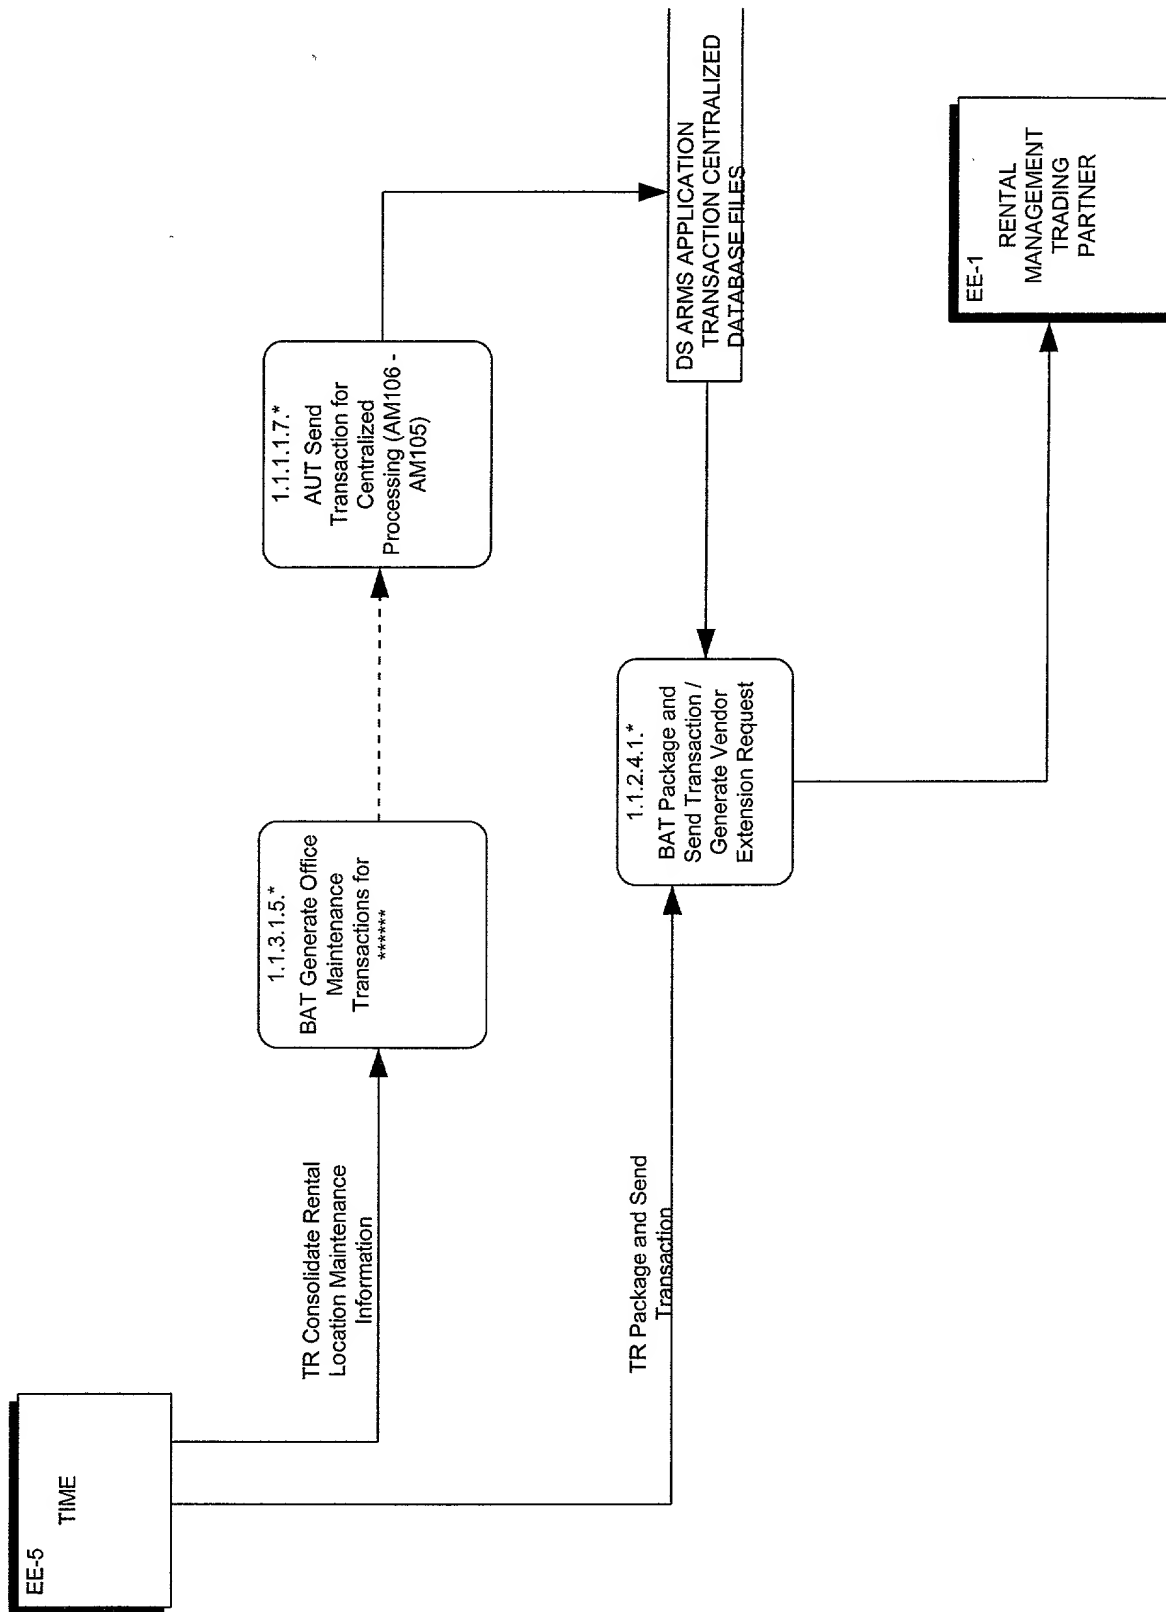 EE-5
TIME
TR Consolidate Rental
Location Maintenance
Information
1.1.3.1.5.*
BAT Generate Office
Maintenance
Transactions for
******
1.1.1.1.7.*
AUT Send
Transaction for
Centralized
Processing (AM106 -
AM105)
TR Package and Send
Transaction
1.1.2.4.1.*
BAT Package and
Send Transaction /
Generate Vendor
Extension Request
DS ARMS APPLICATION
TRANSACTION CENTRALIZED
DATABASE FILES
EE-1
RENTAL
MANAGEMENT
TRADING
PARTNER